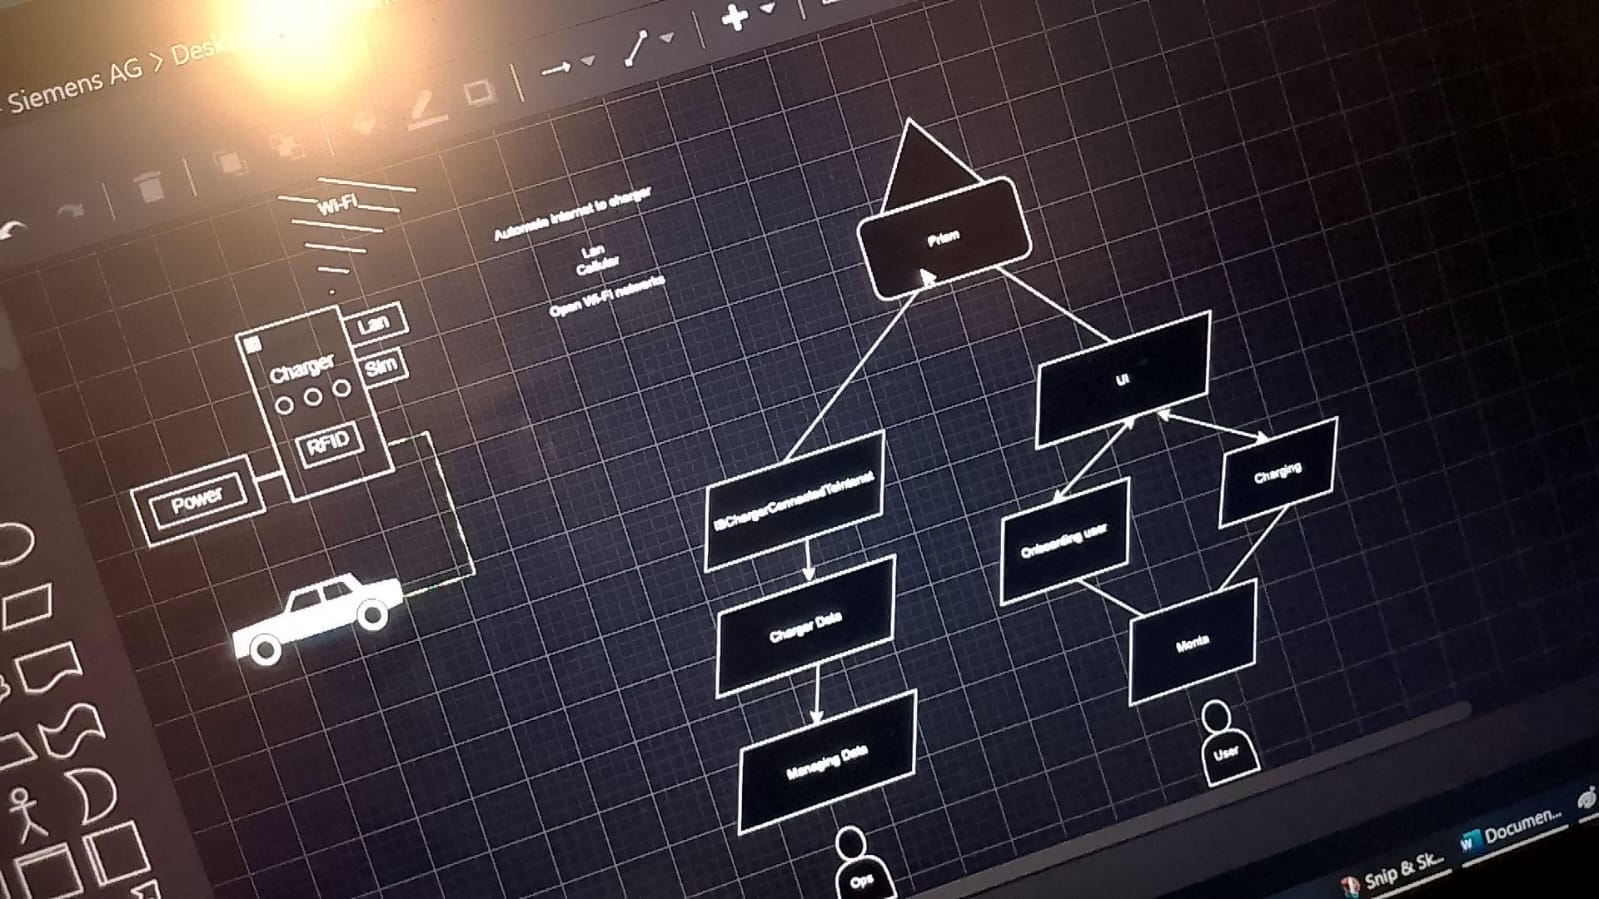 Siemens AG > Desk
Wi-Fi
Automate internet to charger
Lan
Cellular
Open Wi-Fi networks
Lan
Charger
Sim
RFID
Power
Prism
UI
ISChargerConnectedToInternet
Charging
Onboarding user
Charger Data
Monta
Managing Data
User
Ops
Snip & Sk...
Documen...